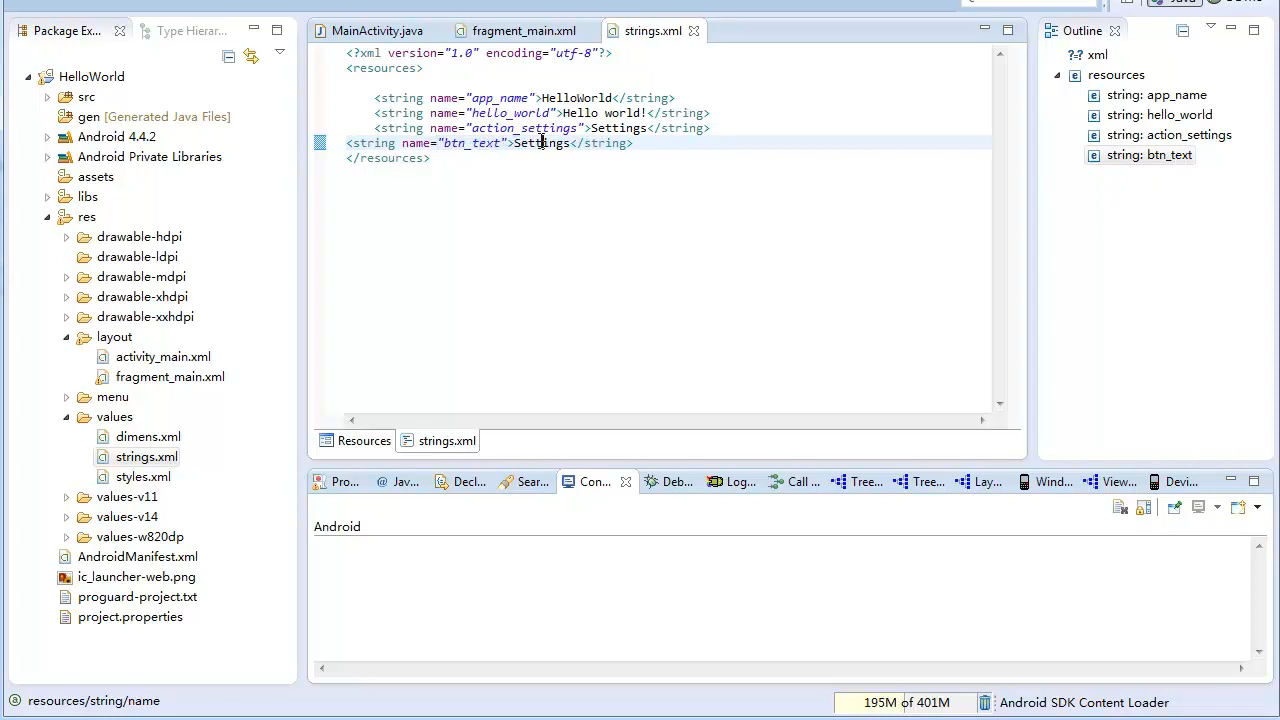 Package Ex...
Type Hierar...
HelloWorld
src
gen [Generated Java Files]
Android 4.4.2
Android Private Libraries
assets
libs
res
drawable-hdpi
drawable-ldpi
drawable-mdpi
drawable-xhdpi
drawable-xxhdpi
layout
activity_main.xml
fragment_main.xml
menu
values
dimens.xml
strings.xml
styles.xml
values-v11
values-v14
values-w820dp
AndroidManifest.xml
ic_launcher-web.png
proguard-project.txt
project.properties
MainActivity.java
fragment_main.xml
strings.xml
<?xml version="1.0" encoding="utf-8"?>
<resources>
<string name="app_name">HelloWorld</string>
<string name="hello_world">Hello world!</string>
<string name="action_settings">Settings</string>
<string name="btn_text">Settings</string>
</resources>
Resources
strings.xml
Outline
xml
resources
string: app_name
string: hello_world
string: action_settings
string: btn_text
Pro...
Jav...
Decl...
Sear...
Con...
Deb...
Log...
Call ...
Tree...
Tree...
Lay...
Wind...
View...
Devi...
Android
resources/string/name
195M of 401M
Android SDK Content Loader